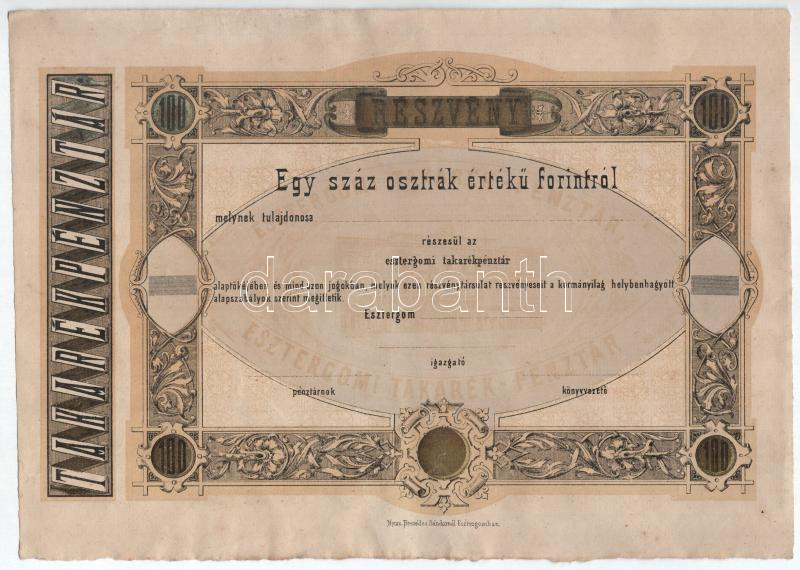 TAKARÉKPÉNZTÁR
100
RÉSZVÉNY
100
Egy száz osztrák értékű forintról
melynek tulajdonosa
részesül az
esztergomi takarékpénztár
alaptőkéjében és mind azon jogokban, melyek ezen részvénytársulat részvényeseit a kormányilag helybenhagyott
alapszabályok szerint megilletik.
darabanth
Esztergom
ESZTERGOMI TAKARÉK-PÉNZTÁR
igazgató
pénztárnok
könyvvezető
100
100